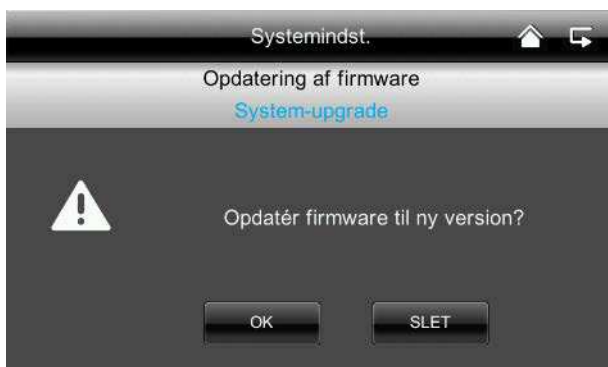 Systemindst.
Opdatering af firmware
System-upgrade
Opdatér firmware til ny version?
OK
SLET